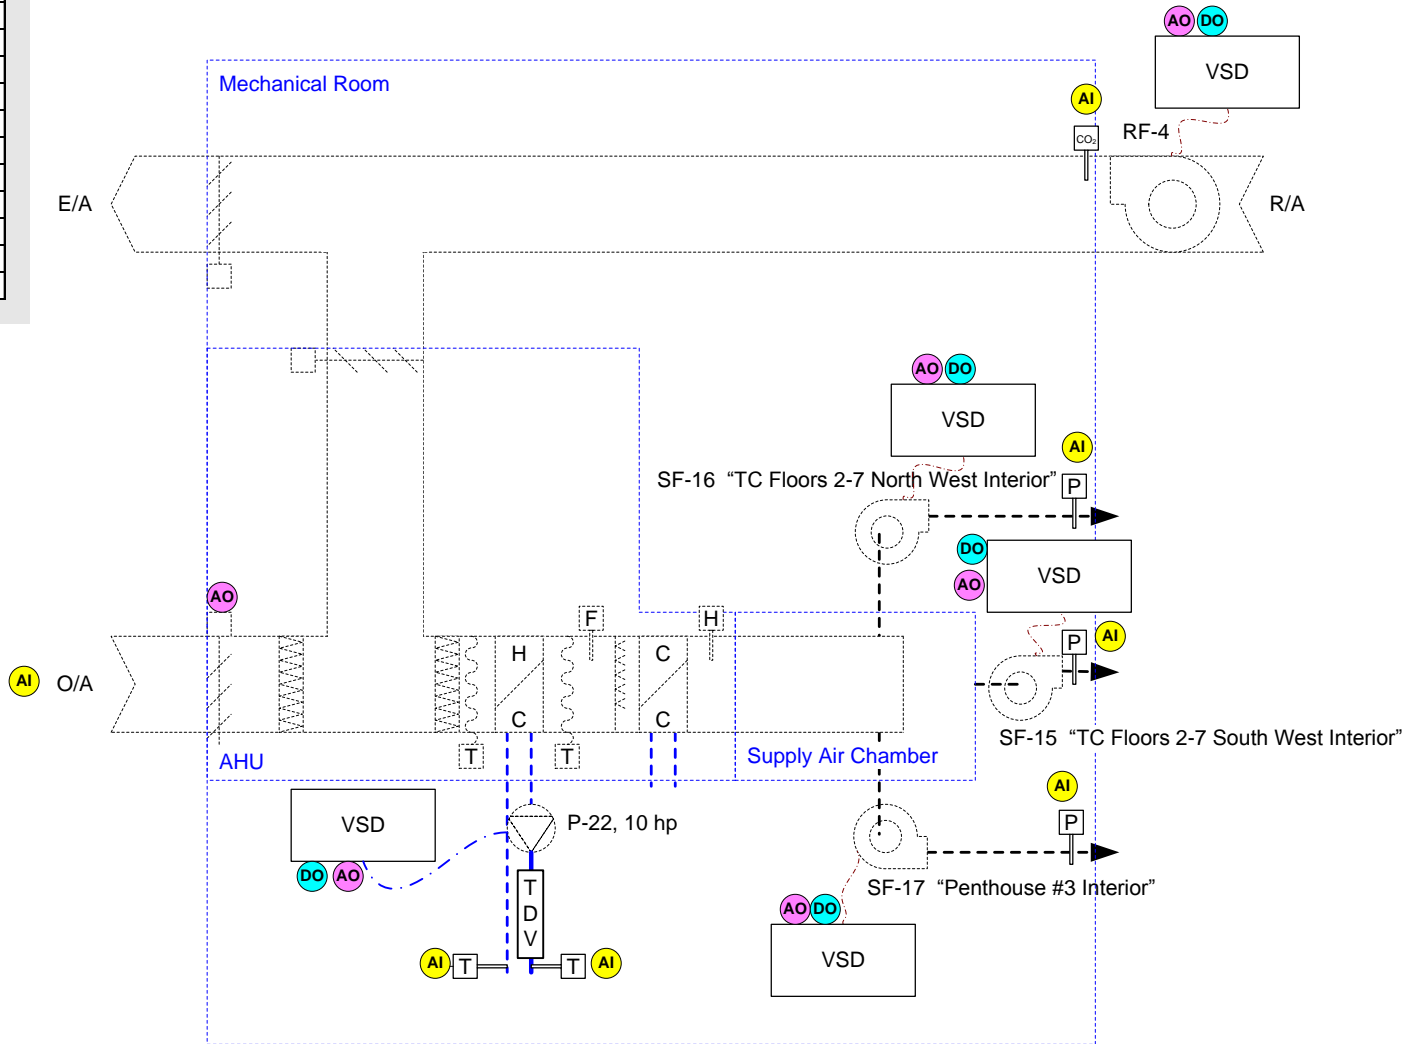 AO DO
VSD
Mechanical Room
AI
CO₂
RF-4
E/A
R/A
AO DO
VSD
AI
SF-16 “TC Floors 2-7 North West Interior”
P
DO
AO
VSD
AO
F
H
P
AI
AI
O/A
H
C
C
C
T
T
SF-15 “TC Floors 2-7 South West Interior”
AHU
Supply Air Chamber
AI
VSD
P-22, 10 hp
P
DO AO
SF-17 “Penthouse #3 Interior”
T
D
V
AO DO
VSD
AI
T
T
AI